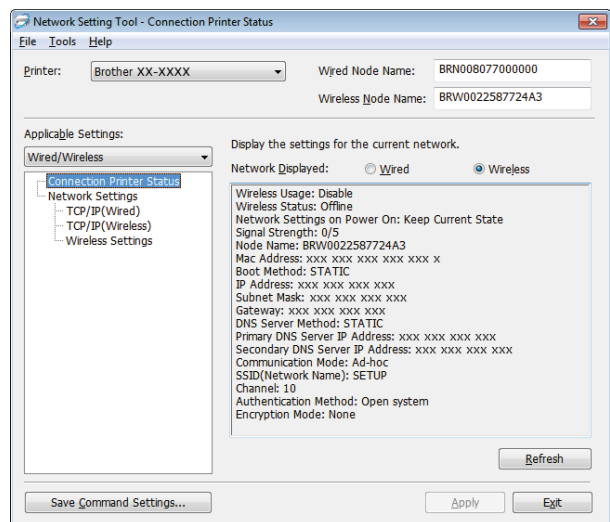 Network Setting Tool - Connection Printer Status
File Tools Help
Printer: Brother XX-XXXX
Wired Node Name: BRN008077000000
Wireless Node Name: BRW0022587724A3
Applicable Settings:
Wired/Wireless
Connection Printer Status
Network Settings
TCP/IP(Wired)
TCP/IP(Wireless)
Wireless Settings
Display the settings for the current network.
Network Displayed: Wired Wireless
Wireless Usage: Disable
Wireless Status: Offline
Network Settings on Power On: Keep Current State
Signal Strength: 0/5
Node Name: BRW0022587724A3
Mac Address: xxx xxx xxx xxx xxx x
Boot Method: STATIC
IP Address: xxx xxx xxx xxx
Subnet Mask: xxx xxx xxx xxx
Gateway: xxx xxx xxx xxx
DNS Server Method: STATIC
Primary DNS Server IP Address: xxx xxx xxx xxx
Secondary DNS Server IP Address: xxx xxx xxx xxx
Communication Mode: Ad-hoc
SSID(Network Name): SETUP
Channel: 10
Authentication Method: Open system
Encryption Mode: None
Refresh
Save Command Settings... Apply Exit